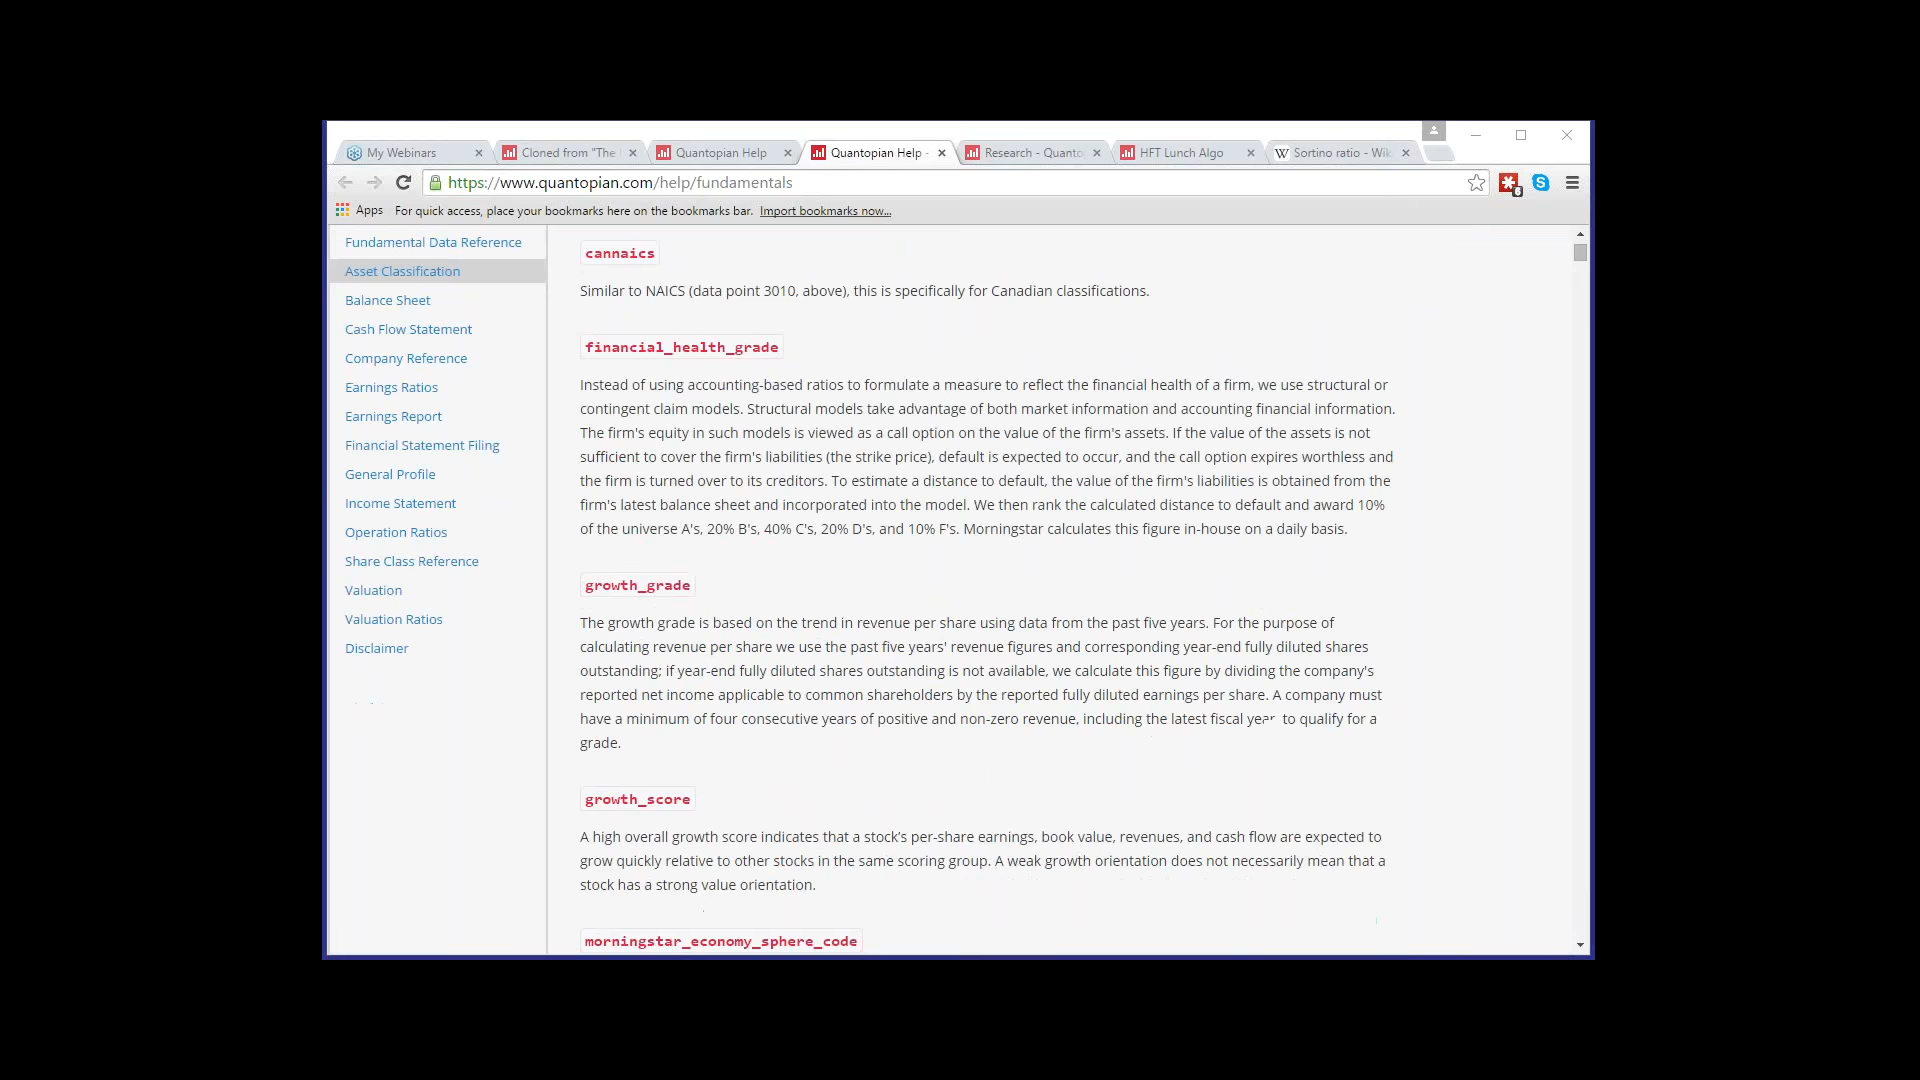 My Webinars
Cloned from "The
Quantopian Help
Quantopian Help -
Research - Quanto
HFT Lunch Algo
Sortino ratio - Wik
https://www.quantopian.com/help/fundamentals
Apps For quick access, place your bookmarks here on the bookmarks bar. Import bookmarks now...
Fundamental Data Reference
Asset Classification
Balance Sheet
Cash Flow Statement
Company Reference
Earnings Ratios
Earnings Report
Financial Statement Filing
General Profile
Income Statement
Operation Ratios
Share Class Reference
Valuation
Valuation Ratios
Disclaimer
cannaics
Similar to NAICS (data point 3010, above), this is specifically for Canadian classifications.
financial_health_grade
Instead of using accounting-based ratios to formulate a measure to reflect the financial health of a firm, we use structural or
contingent claim models. Structural models take advantage of both market information and accounting financial information.
The firm's equity in such models is viewed as a call option on the value of the firm's assets. If the value of the assets is not
sufficient to cover the firm's liabilities (the strike price), default is expected to occur, and the call option expires worthless and
the firm is turned over to its creditors. To estimate a distance to default, the value of the firm's liabilities is obtained from the
firm's latest balance sheet and incorporated into the model. We then rank the calculated distance to default and award 10%
of the universe A's, 20% B's, 40% C's, 20% D's, and 10% F's. Morningstar calculates this figure in-house on a daily basis.
growth_grade
The growth grade is based on the trend in revenue per share using data from the past five years. For the purpose of
calculating revenue per share we use the past five years' revenue figures and corresponding year-end fully diluted shares
outstanding; if year-end fully diluted shares outstanding is not available, we calculate this figure by dividing the company's
reported net income applicable to common shareholders by the reported fully diluted earnings per share. A company must
have a minimum of four consecutive years of positive and non-zero revenue, including the latest fiscal year to qualify for a
grade.
growth_score
A high overall growth score indicates that a stock’s per-share earnings, book value, revenues, and cash flow are expected to
grow quickly relative to other stocks in the same scoring group. A weak growth orientation does not necessarily mean that a
stock has a strong value orientation.
morningstar_economy_sphere_code